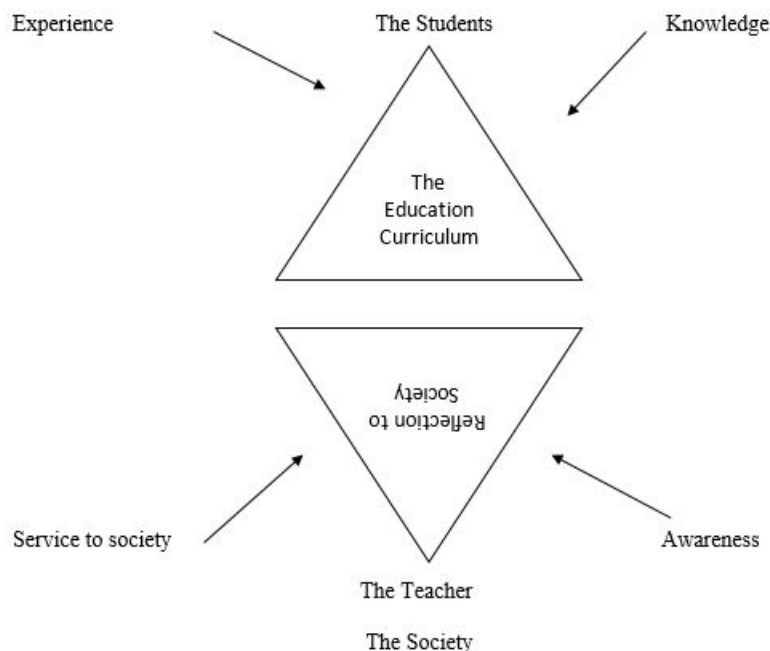 Experience
The Students
Knowledge
The
Education
Curriculum
Reflection to
Society
Service to society
Awareness
The Teacher
The Society